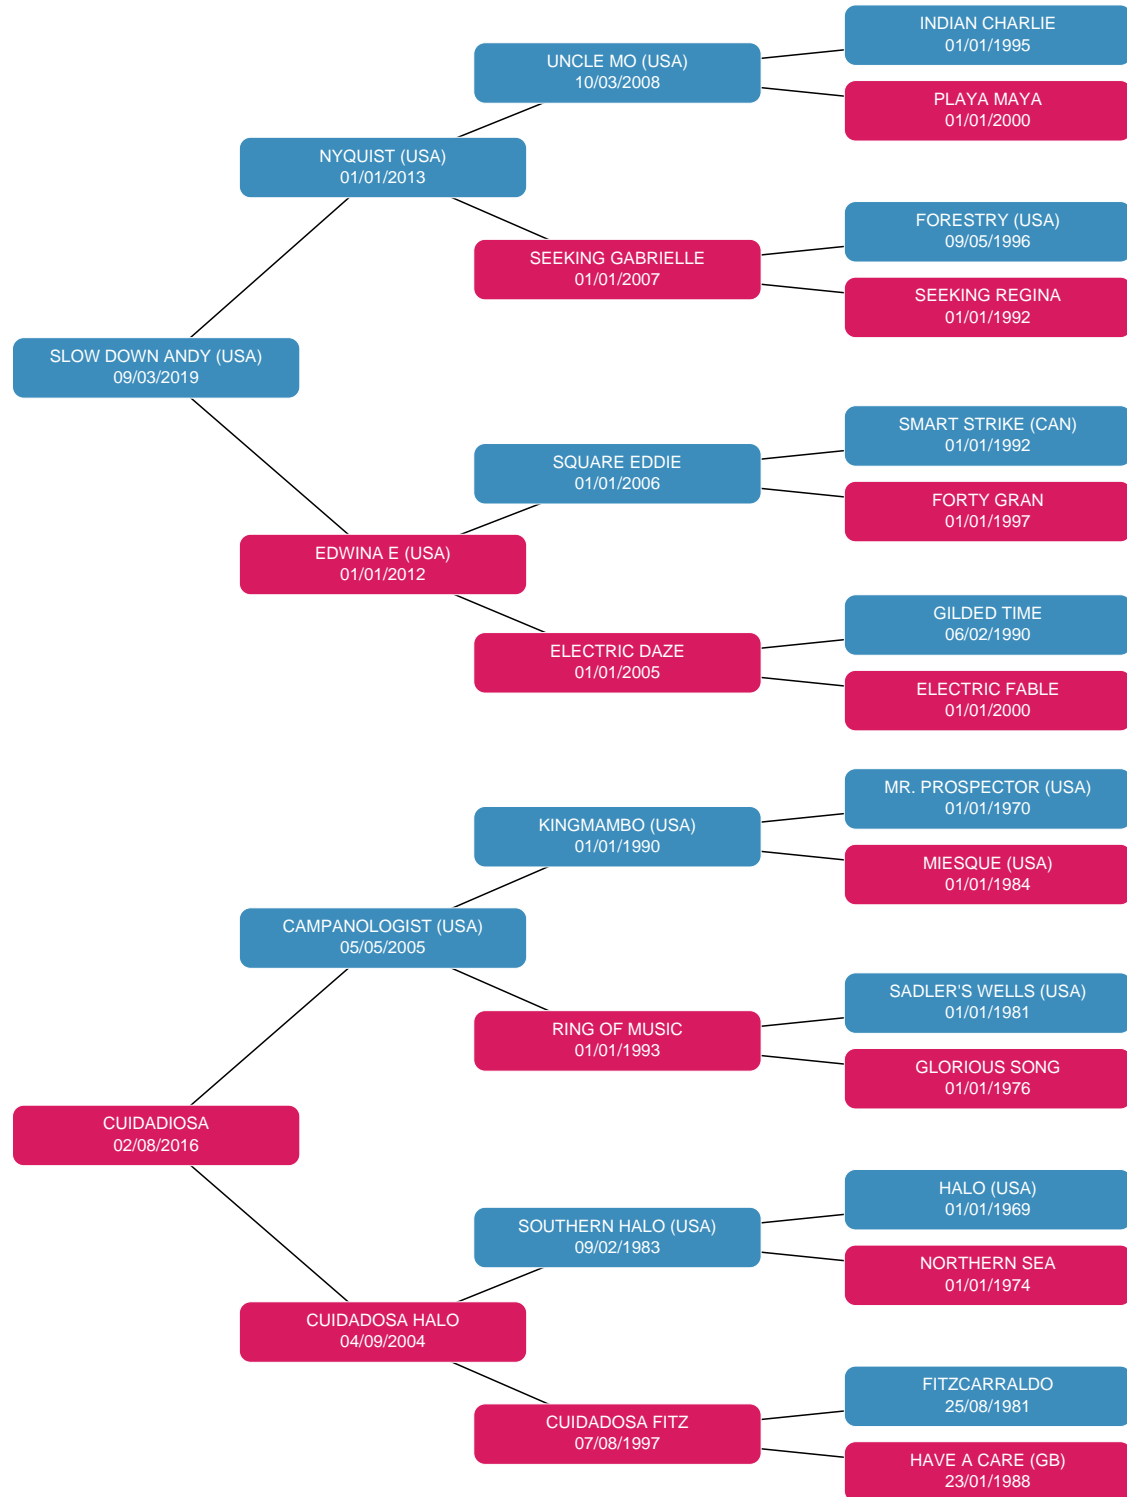 INDIAN CHARLIE
01/01/1995
UNCLE MO (USA)
10/03/2008
PLAYA MAYA
01/01/2000
NYQUIST (USA)
01/01/2013
FORESTRY (USA)
09/05/1996
SEEKING GABRIELLE
01/01/2007
SEEKING REGINA
01/01/1992
SLOW DOWN ANDY (USA)
09/03/2019
SMART STRIKE (CAN)
01/01/1992
SQUARE EDDIE
01/01/2006
FORTY GRAN
01/01/1997
EDWINA E (USA)
01/01/2012
GILDED TIME
06/02/1990
ELECTRIC DAZE
01/01/2005
ELECTRIC FABLE
01/01/2000
MR. PROSPECTOR (USA)
01/01/1970
KINGMAMBO (USA)
01/01/1990
MIESQUE (USA)
01/01/1984
CAMPANOLOGIST (USA)
05/05/2005
SADLER'S WELLS (USA)
01/01/1981
RING OF MUSIC
01/01/1993
GLORIOUS SONG
01/01/1976
CUIDADIOSA
02/08/2016
HALO (USA)
01/01/1969
SOUTHERN HALO (USA)
09/02/1983
NORTHERN SEA
01/01/1974
CUIDADOSA HALO
04/09/2004
FITZCARRALDO
25/08/1981
CUIDADOSA FITZ
07/08/1997
HAVE A CARE (GB)
23/01/1988